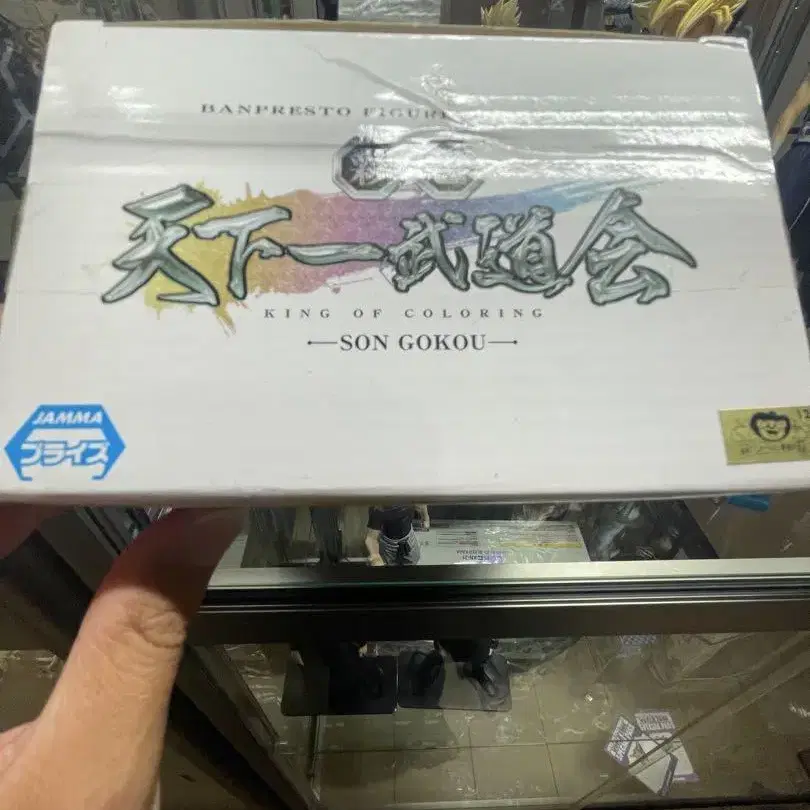 BANPRESTO FIGURE
天下一武道会
KING OF COLORING
SON GOKOU
JAMMA
プライズ